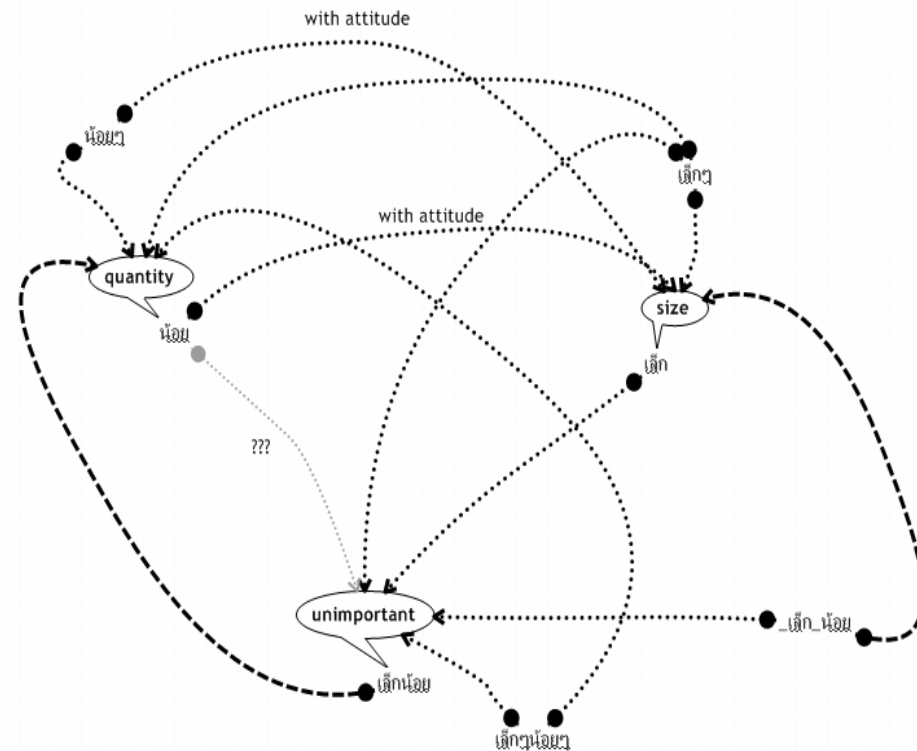 with attitude
น้อยๆ
เล็กๆ
with attitude
quantity
size
น้อย
เล็ก
???
unimportant
_เล็ก_น้อย
เล็กน้อย
เล็กๆน้อยๆ